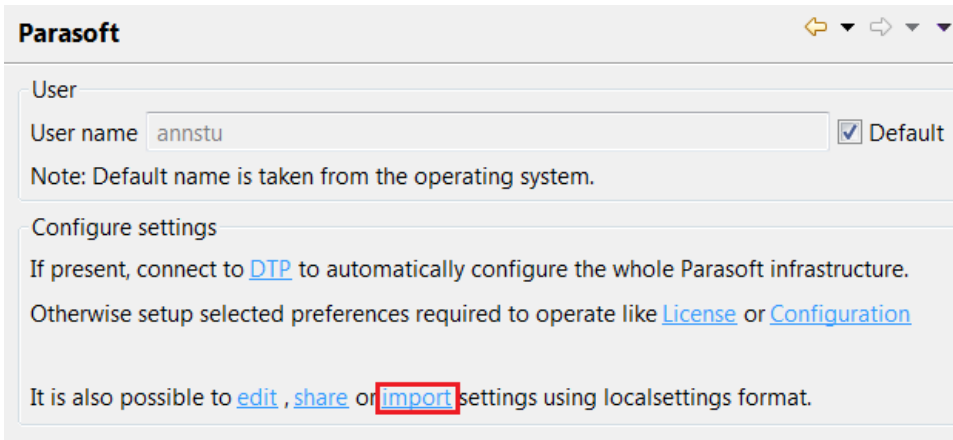 Parasoft
User
User name annstu Default
Note: Default name is taken from the operating system.
Configure settings
If present, connect to DTP to automatically configure the whole Parasoft infrastructure.
Otherwise setup selected preferences required to operate like License or Configuration
It is also possible to edit , share or import settings using localsettings format.